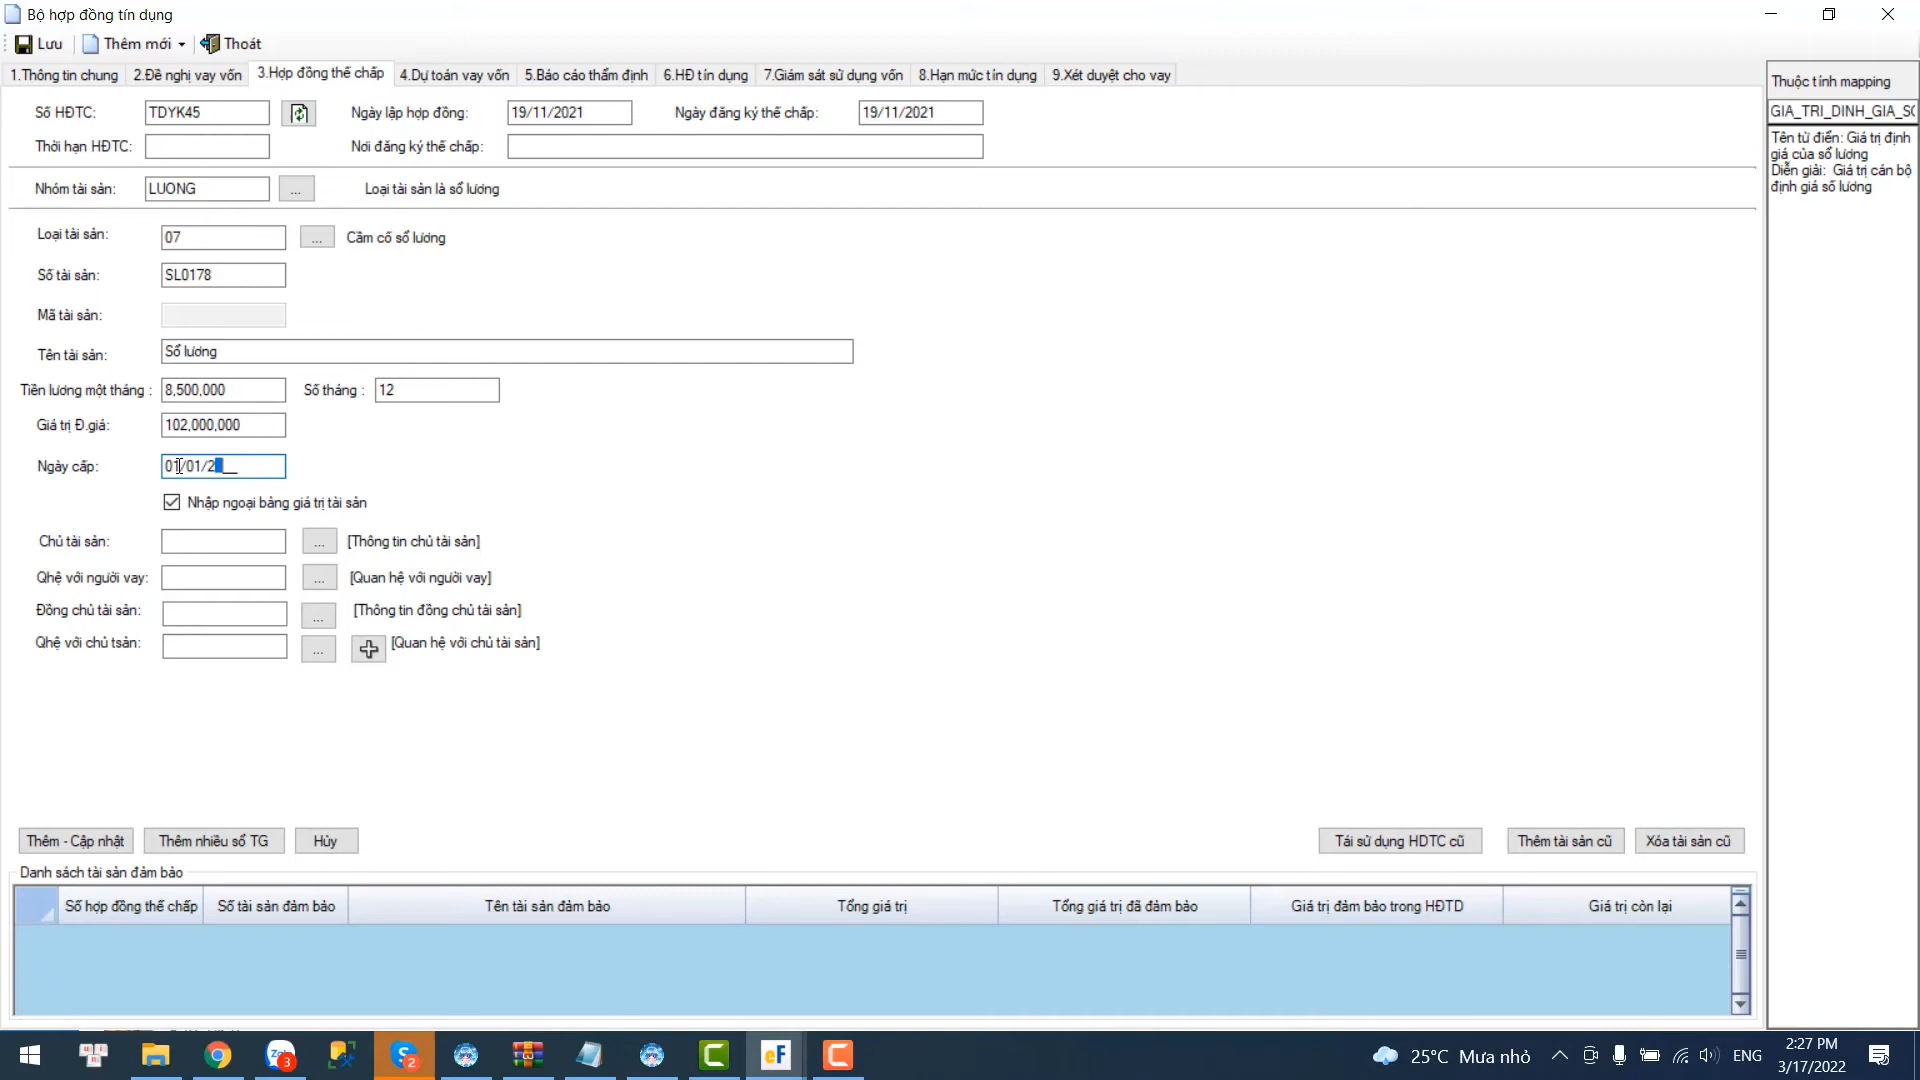 Bộ hợp đồng tín dụng
Lưu Thêm mới Thoát
1.Thông tin chung 2.Đề nghị vay vốn 3.Hợp đồng thế chấp 4.Dự toán vay vốn 5.Báo cáo thẩm định 6.HĐ tín dụng 7.Giám sát sử dụng vốn 8.Hạn mức tín dụng 9.Xét duyệt cho vay
Thuộc tính mapping
Số HĐTC: TDYK45 Ngày lập hợp đồng: 19/11/2021 Ngày đăng ký thế chấp: 19/11/2021
GIA_TRI_DINH_GIA_SO
Thời hạn HĐTC: Nơi đăng ký thế chấp:
Tên từ điển: Giá trị định
giá của sổ lương
Diễn giải: Giá trị cán bộ
định giá số lương
Nhóm tài sản: LUONG ... Loại tài sản là sổ lương
Loại tài sản: 07 ... Cầm cố sổ lương
Số tài sản: SL0178
Mã tài sản:
Tên tài sản: Sổ lương
Tiền lương một tháng : 8,500,000 Số tháng : 12
Giá trị Đ.giá: 102,000,000
Ngày cấp: 01/01/2___
Nhập ngoại bảng giá trị tài sản
Chủ tài sản: ... [Thông tin chủ tài sản]
Qhệ với người vay: ... [Quan hệ với người vay]
Đồng chủ tài sản: ... [Thông tin đồng chủ tài sản]
Qhệ với chủ tsản: ... [Quan hệ với chủ tài sản]
Thêm - Cập nhật Thêm nhiều sổ TG Hủy Tái sử dụng HDTC cũ Thêm tài sản cũ Xóa tài sản cũ
Danh sách tài sản đảm bảo
Số hợp đồng thế chấp Số tài sản đảm bảo Tên tài sản đảm bảo Tổng giá trị Tổng giá trị đã đảm bảo Giá trị đảm bảo trong HĐTD Giá trị còn lại
25°C Mưa nhỏ ENG 2:27 PM
3/17/2022